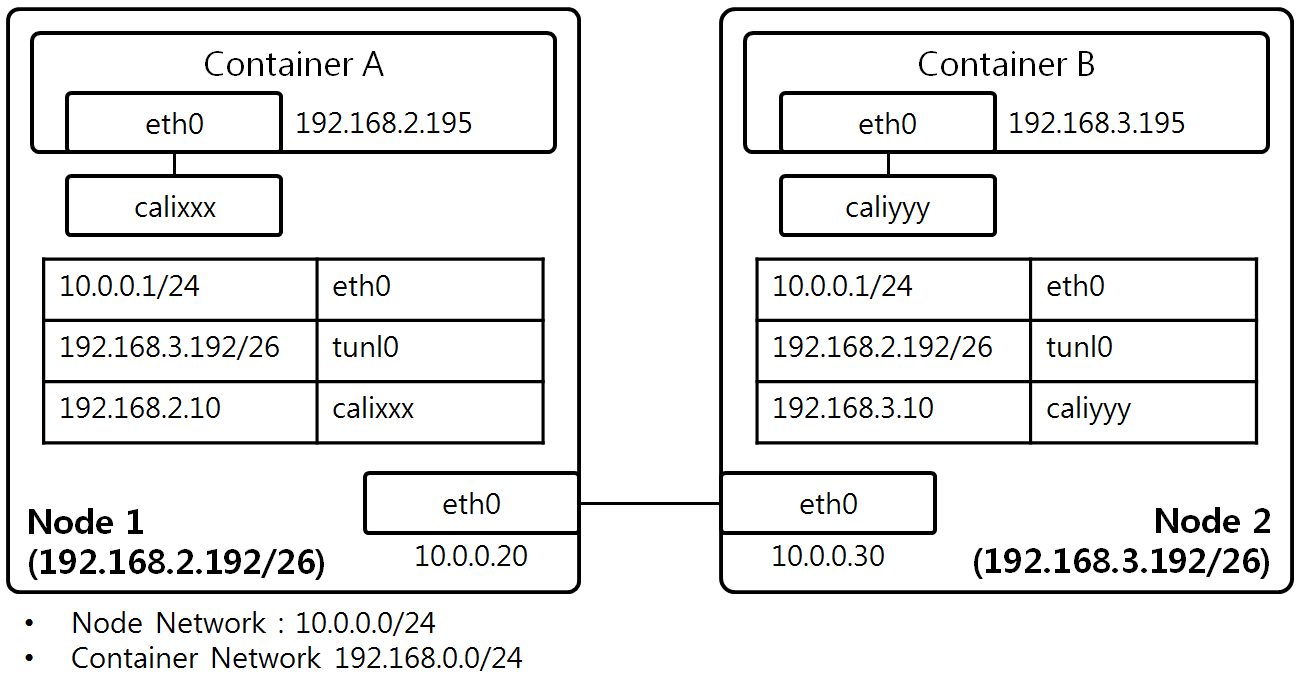 Container A
eth0
192.168.2.195
calixxx
10.0.0.1/24 eth0
192.168.3.192/26 tunl0
192.168.2.10 calixxx
eth0
10.0.0.20
Node 1
(192.168.2.192/26)
Container B
eth0
192.168.3.195
caliyyy
10.0.0.1/24 eth0
192.168.2.192/26 tunl0
192.168.3.10 caliyyy
eth0
10.0.0.30
Node 2
(192.168.3.192/26)
• Node Network : 10.0.0.0/24
• Container Network 192.168.0.0/24